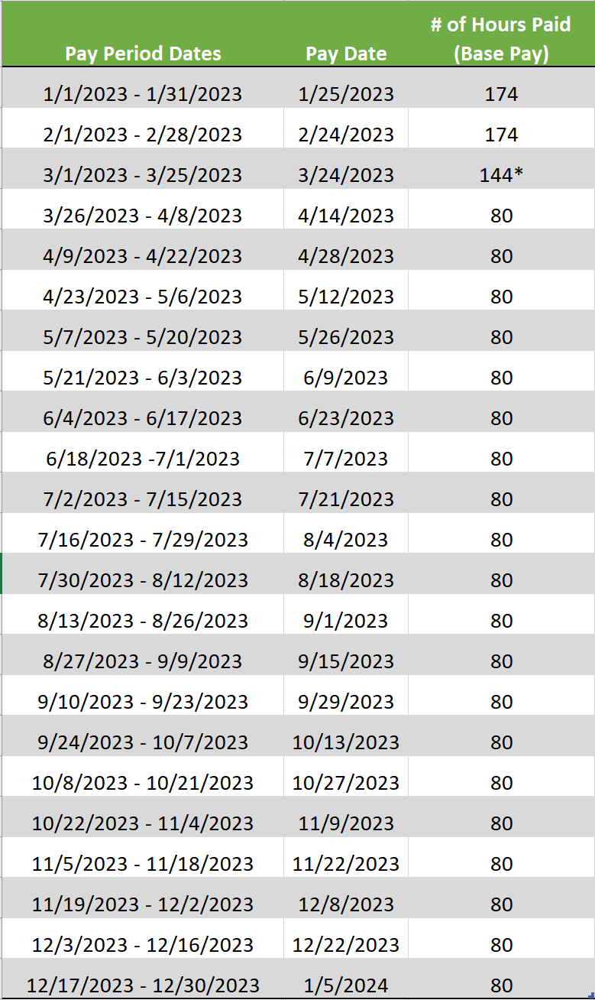 Pay Period Dates Pay Date # of Hours Paid (Base Pay)
1/1/2023 - 1/31/2023 1/25/2023 174
2/1/2023 - 2/28/2023 2/24/2023 174
3/1/2023 - 3/25/2023 3/24/2023 144*
3/26/2023 - 4/8/2023 4/14/2023 80
4/9/2023 - 4/22/2023 4/28/2023 80
4/23/2023 - 5/6/2023 5/12/2023 80
5/7/2023 - 5/20/2023 5/26/2023 80
5/21/2023 - 6/3/2023 6/9/2023 80
6/4/2023 - 6/17/2023 6/23/2023 80
6/18/2023 -7/1/2023 7/7/2023 80
7/2/2023 - 7/15/2023 7/21/2023 80
7/16/2023 - 7/29/2023 8/4/2023 80
7/30/2023 - 8/12/2023 8/18/2023 80
8/13/2023 - 8/26/2023 9/1/2023 80
8/27/2023 - 9/9/2023 9/15/2023 80
9/10/2023 - 9/23/2023 9/29/2023 80
9/24/2023 - 10/7/2023 10/13/2023 80
10/8/2023 - 10/21/2023 10/27/2023 80
10/22/2023 - 11/4/2023 11/9/2023 80
11/5/2023 - 11/18/2023 11/22/2023 80
11/19/2023 - 12/2/2023 12/8/2023 80
12/3/2023 - 12/16/2023 12/22/2023 80
12/17/2023 - 12/30/2023 1/5/2024 80